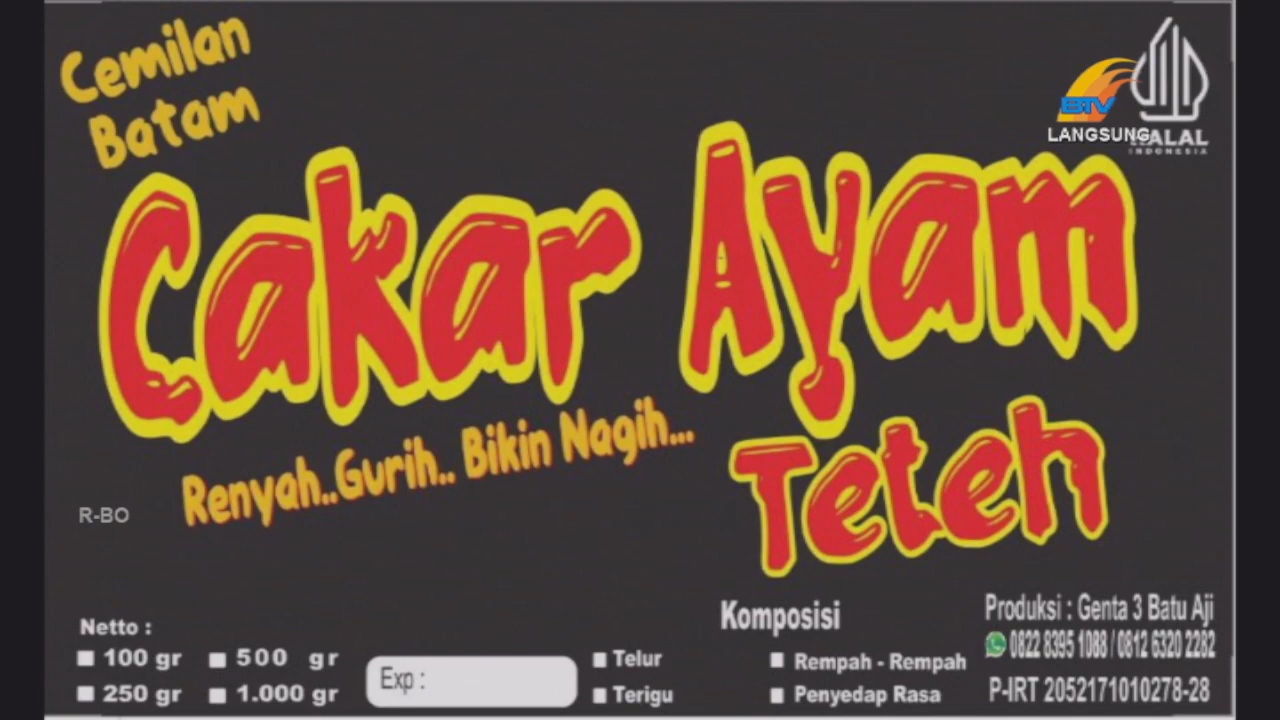 Cemilan
Batam
BTV
LANGSUNG
HALAL
INDONESIA
Cakar Ayam
Teteh
Renyah..Gurih.. Bikin Nagih...
R-BO
Netto :
100 gr
500 gr
250 gr
1.000 gr
Exp :
Komposisi
Telur
Rempah - Rempah
Terigu
Penyedap Rasa
Produksi : Genta 3 Batu Aji
0822 8395 1088 / 0812 6320 2282
P-IRT 2052171010278-28